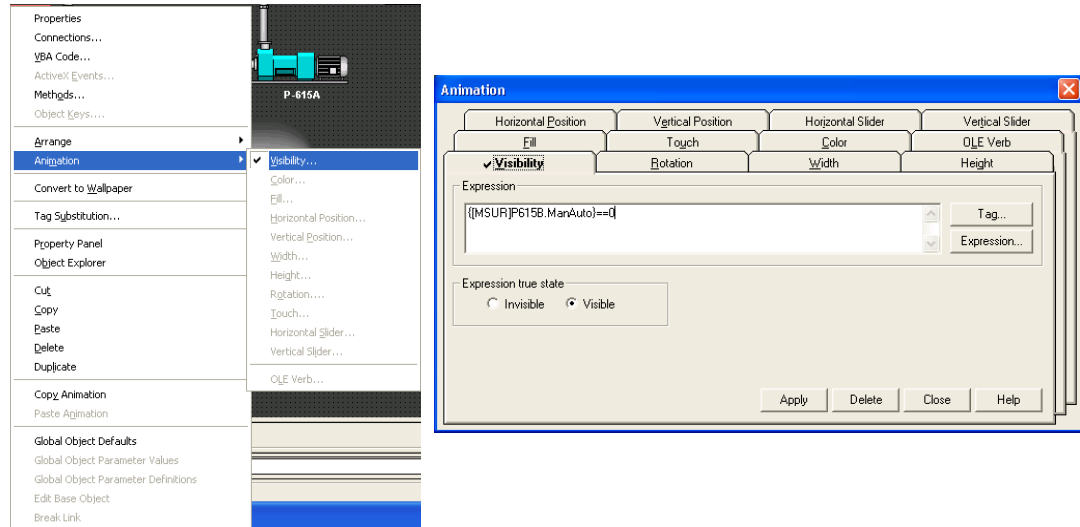 Properties
Connections...
VBA Code...
ActiveX Events...
Methods...
Object Keys....
Arrange
Animation
Convert to Wallpaper
Tag Substitution...
Property Panel
Object Explorer
Cut
Copy
Paste
Delete
Duplicate
Copy Animation
Paste Animation
Global Object Defaults
Global Object Parameter Values
Global Object Parameter Definitions
Edit Base Object
Break Link
P-615A
Visibility...
Color...
Fill...
Horizontal Position...
Vertical Position...
Width...
Height...
Rotation....
Touch...
Horizontal Slider...
Vertical Slider...
OLE Verb...
Animation
Horizontal Position Vertical Position Horizontal Slider Vertical Slider
Fill Touch Color OLE Verb
Visibility Rotation Width Height
Expression
{[MSUR]P615B.ManAuto}==0
Tag...
Expression...
Expression true state
Invisible Visible
Apply Delete Close Help